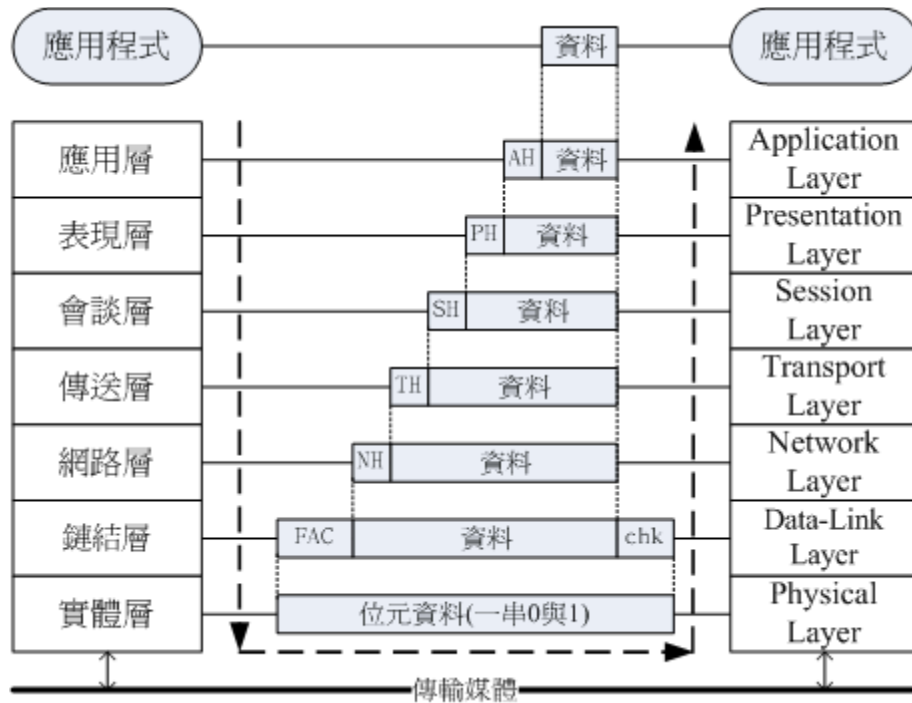 應用程式
資料
應用程式
應用層
AH
資料
Application
Layer
表現層
PH
資料
Presentation
Layer
會談層
SH
資料
Session
Layer
傳送層
TH
資料
Transport
Layer
網路層
NH
資料
Network
Layer
鏈結層
FAC
資料
chk
Data-Link
Layer
實體層
位元資料(一串0與1)
Physical
Layer
傳輸媒體